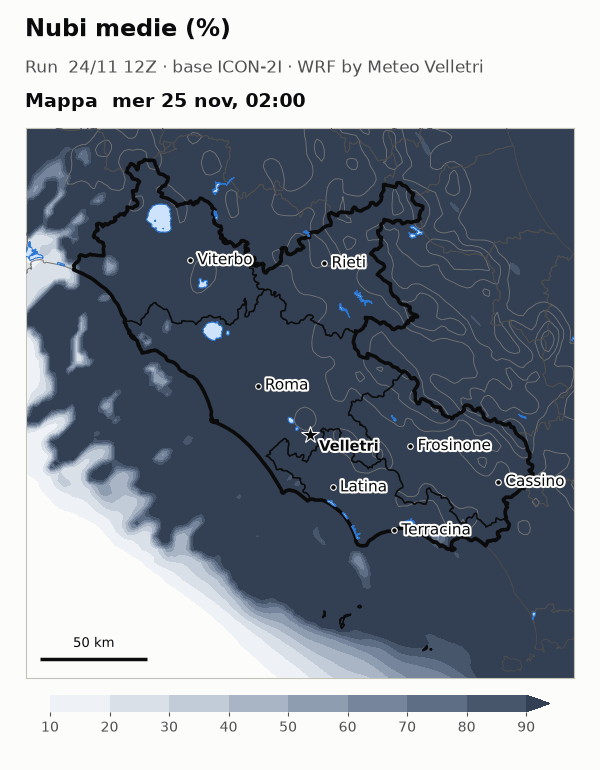 Nubi medie (%)
Run 24/11 12Z · base ICON-2I · WRF by Meteo Velletri
Mappa mer 25 nov, 02:00
Viterbo
Rieti
Roma
Velletri
Frosinone
Cassino
Latina
Terracina
50 km
10 20 30 40 50 60 70 80 90